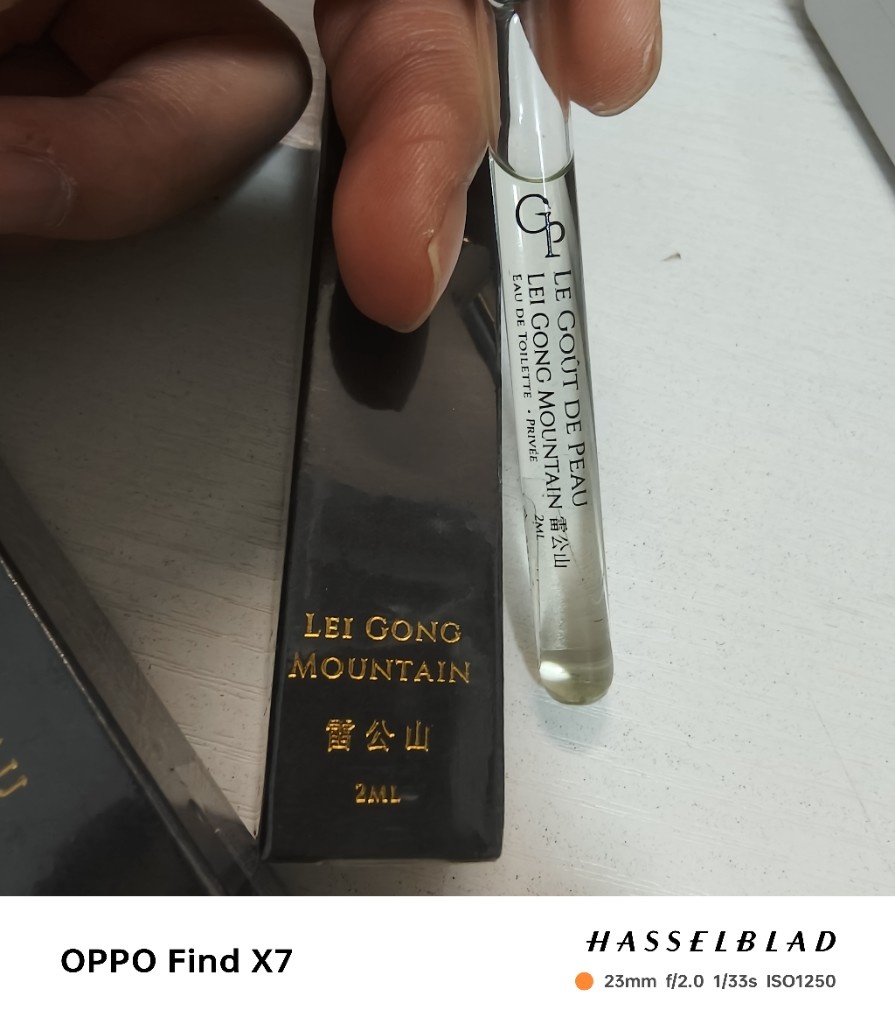 LE GOÛT DE PEAU
LEI GONG MOUNTAIN 雷公山
EAU DE TOILETTE · PRIVÉE 2ML
LEI GONG
MOUNTAIN
雷公山
2ML
AU
OPPO Find X7
HASSELBLAD
23mm f/2.0 1/33s ISO1250